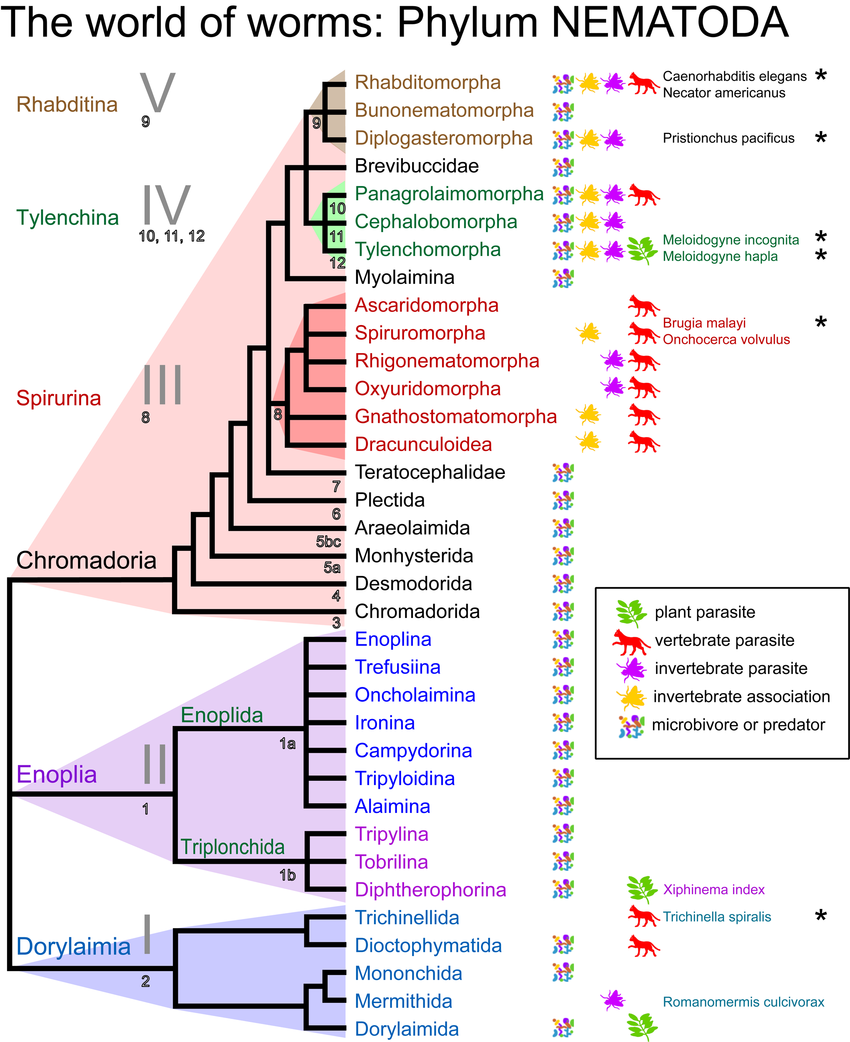 The world of worms: Phylum NEMATODA
Rhabditina
V
9
Tylenchina
IV
10, 11, 12
Spirurina
III
8
Chromadoria
Enoplia
II
1
Enoplida
1a
Triplonchida
1b
Dorylaimia
I
2
9
10
11
12
8
7
6
5bc
5a
4
3
Rhabditomorpha
Caenorhabditis elegans *
Necator americanus
Bunonematomorpha
Diplogasteromorpha
Pristionchus pacificus *
Brevibuccidae
Panagrolaimomorpha
Cephalobomorpha
Tylenchomorpha
Meloidogyne incognita *
Meloidogyne hapla *
Myolaimina
Ascaridomorpha
Spiruromorpha
Brugia malayi *
Onchocerca volvulus
Rhigonematomorpha
Oxyuridomorpha
Gnathostomatomorpha
Dracunculoidea
Teratocephalidae
Plectida
Araeolaimida
Monhysterida
Desmodorida
Chromadorida
Enoplina
Trefusiina
Oncholaimina
Ironina
Campydorina
Tripyloidina
Alaimina
Tripylina
Tobrilina
Diphtherophorina
Xiphinema index
Trichinellida
Trichinella spiralis *
Dioctophymatida
Mononchida
Mermithida
Romanomermis culcivorax
Dorylaimida
plant parasite
vertebrate parasite
invertebrate parasite
invertebrate association
microbivore or predator